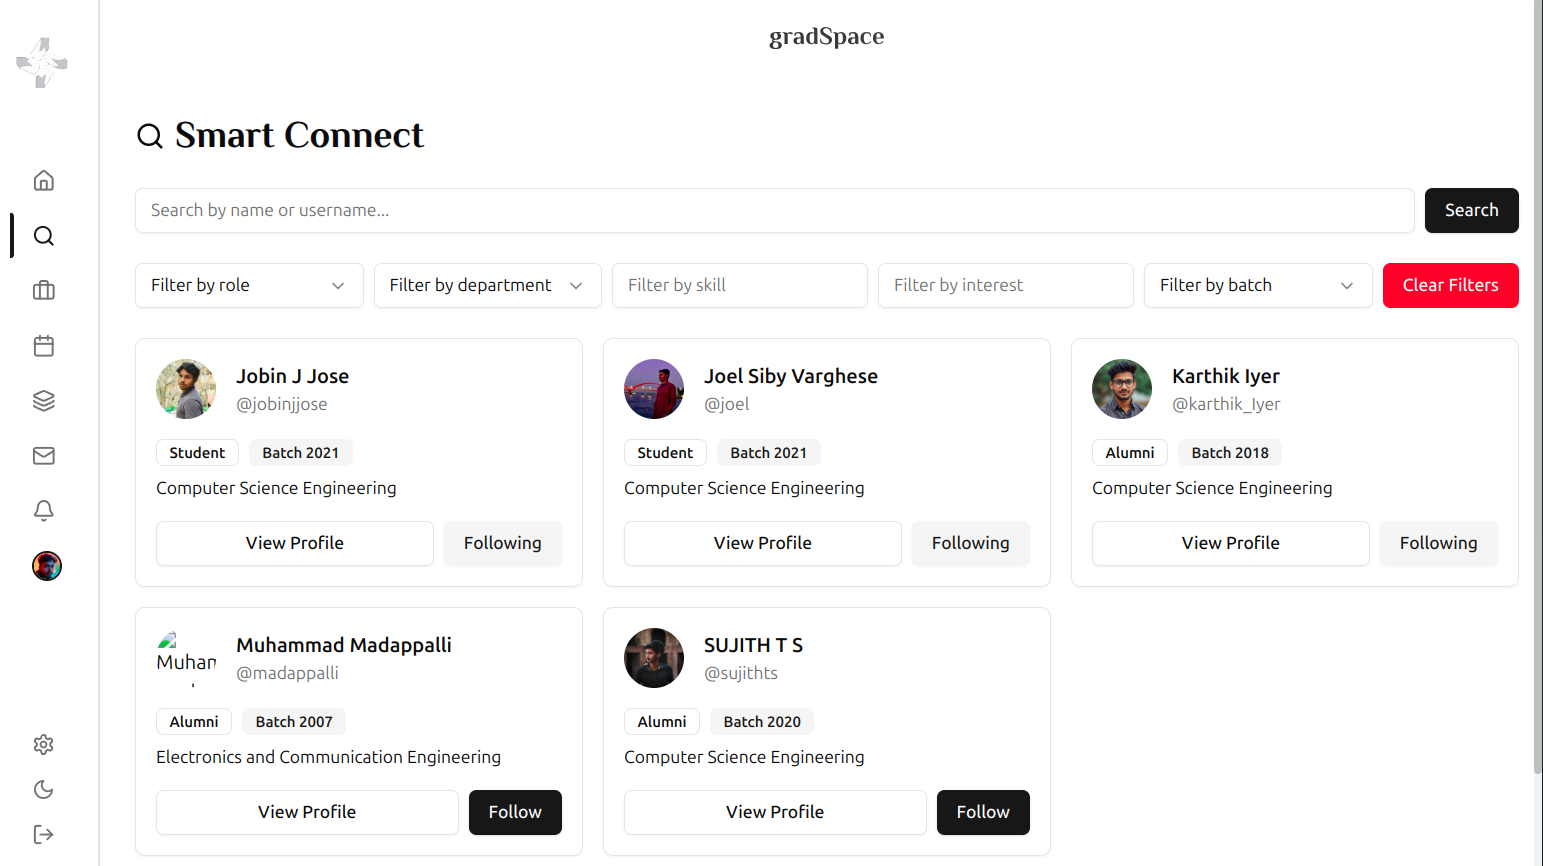 gradSpace
Smart Connect
Search by name or username...
Search
Filter by role
Filter by department
Filter by skill
Filter by interest
Filter by batch
Clear Filters
Jobin J Jose
@jobinjjose
Student
Batch 2021
Computer Science Engineering
View Profile
Following
Joel Siby Varghese
@joel
Student
Batch 2021
Computer Science Engineering
View Profile
Following
Karthik Iyer
@karthik_Iyer
Alumni
Batch 2018
Computer Science Engineering
View Profile
Following
Muham
Muhammad Madappalli
@madappalli
Alumni
Batch 2007
Electronics and Communication Engineering
View Profile
Follow
SUJITH T S
@sujithts
Alumni
Batch 2020
Computer Science Engineering
View Profile
Follow